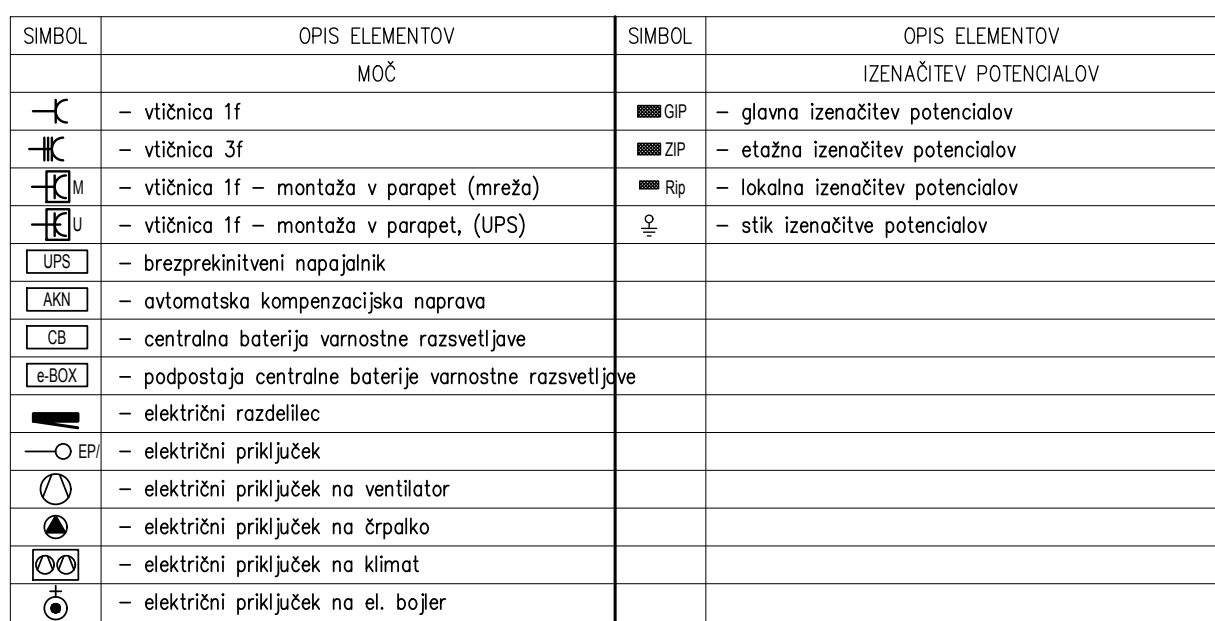 SIMBOL OPIS ELEMENTOV SIMBOL OPIS ELEMENTOV
MOČ IZENAČITEV POTENCIALOV
– vtičnica 1f GIP – glavna izenačitev potencialov
– vtičnica 3f ZIP – etažna izenačitev potencialov
M – vtičnica 1f – montaža v parapet (mreža) Rip – lokalna izenačitev potencialov
U – vtičnica 1f – montaža v parapet, (UPS) – stik izenačitve potencialov
UPS – brezprekinitveni napajalnik
AKN – avtomatska kompenzacijska naprava
CB – centralna baterija varnostne razsvetljave
e-BOX – podpostaja centralne baterije varnostne razsvetljave
– električni razdelilec
EP/ – električni priključek
– električni priključek na ventilator
– električni priključek na črpalko
– električni priključek na klimat
– električni priključek na el. bojler